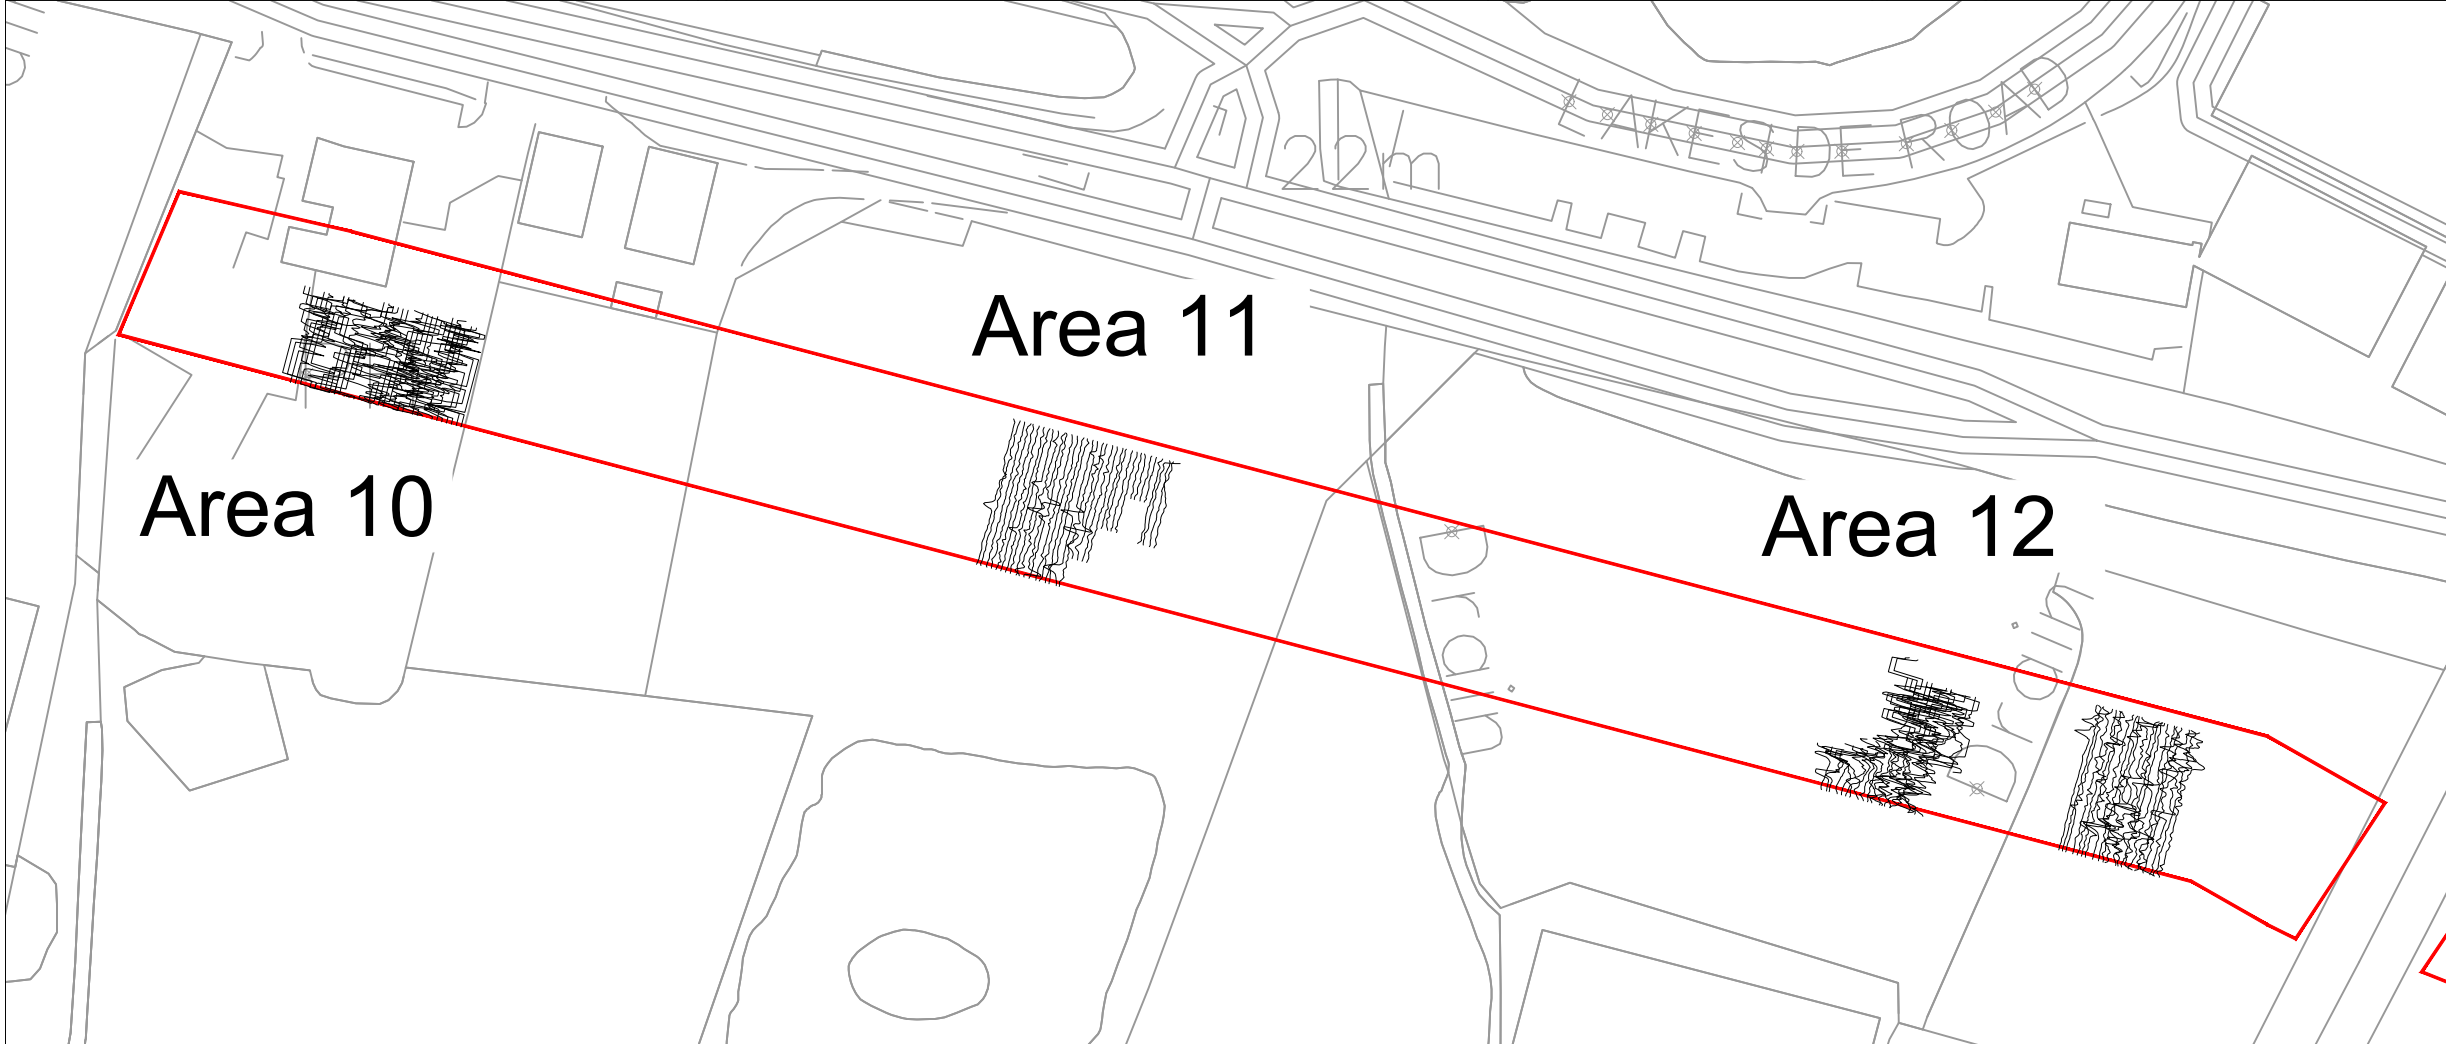 LAKESIDE ROAD
22m
Area 11
Area 10
Area 12
Drain
Drain